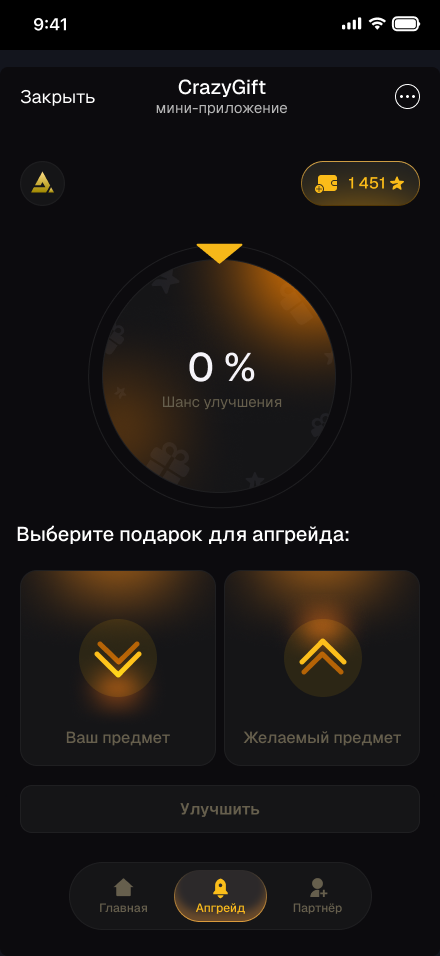 9:41
Закрыть
CrazyGift
мини-приложение
1 451
0 %
Шанс улучшения
Выберите подарок для апгрейда:
Ваш предмет
Желаемый предмет
Улучшить
Главная
Апгрейд
Партнёр